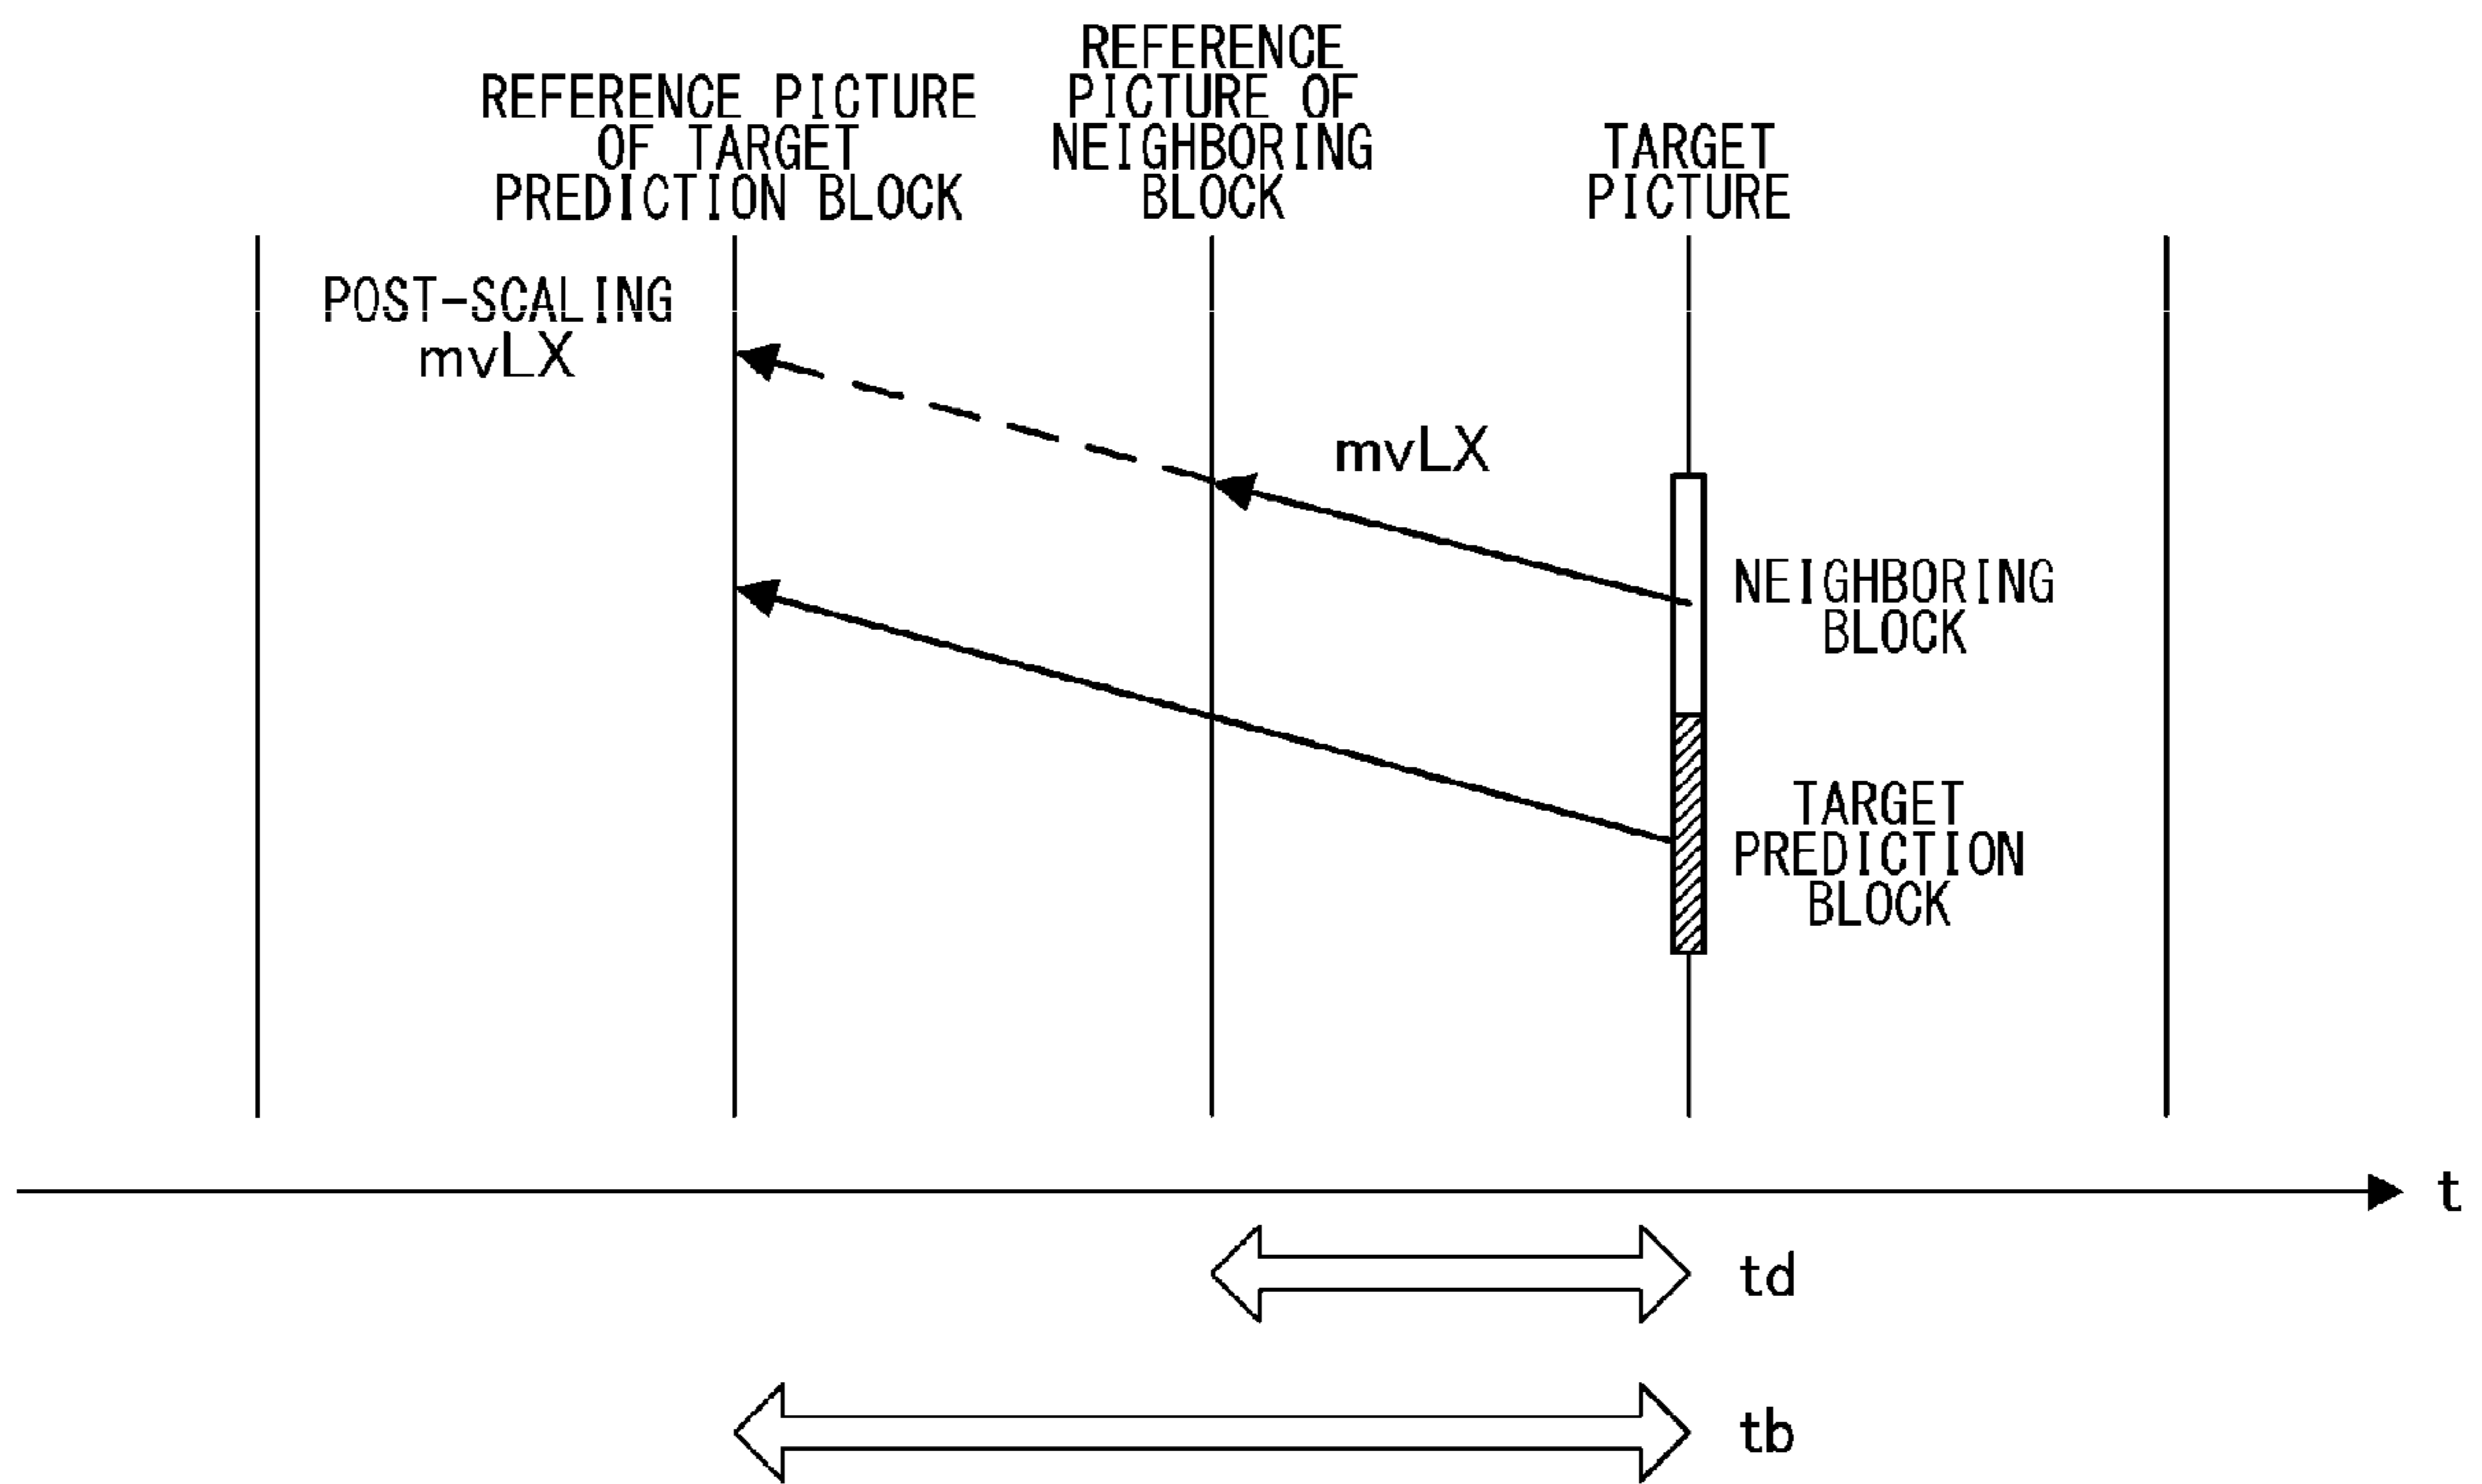 REFERENCE PICTURE
OF TARGET
PREDICTION BLOCK
REFERENCE
PICTURE OF
NEIGHBORING
BLOCK
TARGET
PICTURE
POST-SCALING
mvLX
mvLX
NEIGHBORING
BLOCK
TARGET
PREDICTION
BLOCK
t
td
tb